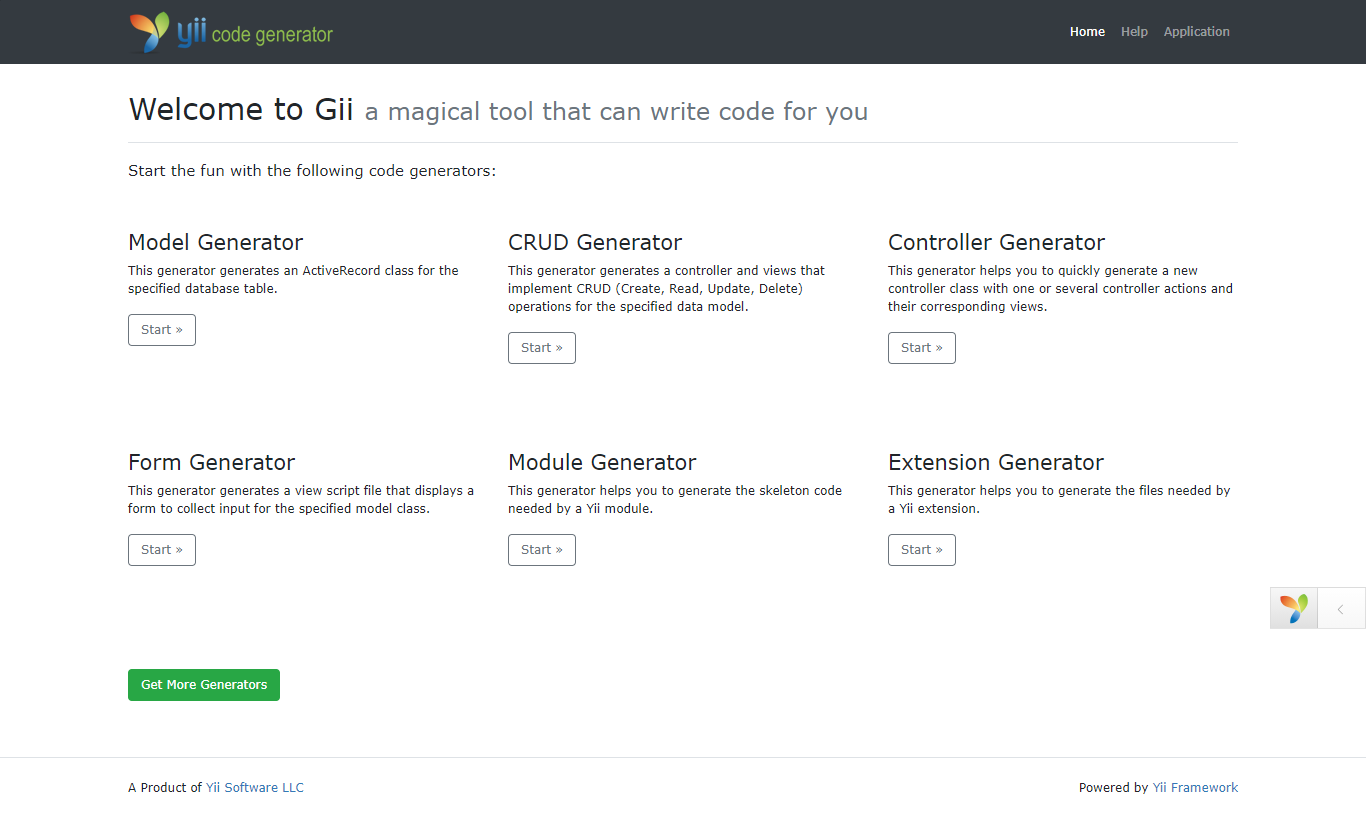 yii code generator
Home Help Application
Welcome to Gii a magical tool that can write code for you
Start the fun with the following code generators:
Model Generator
This generator generates an ActiveRecord class for the
specified database table.
Start »
CRUD Generator
This generator generates a controller and views that
implement CRUD (Create, Read, Update, Delete)
operations for the specified data model.
Start »
Controller Generator
This generator helps you to quickly generate a new
controller class with one or several controller actions and
their corresponding views.
Start »
Form Generator
This generator generates a view script file that displays a
form to collect input for the specified model class.
Start »
Module Generator
This generator helps you to generate the skeleton code
needed by a Yii module.
Start »
Extension Generator
This generator helps you to generate the files needed by
a Yii extension.
Start »
Get More Generators
A Product of Yii Software LLC
Powered by Yii Framework